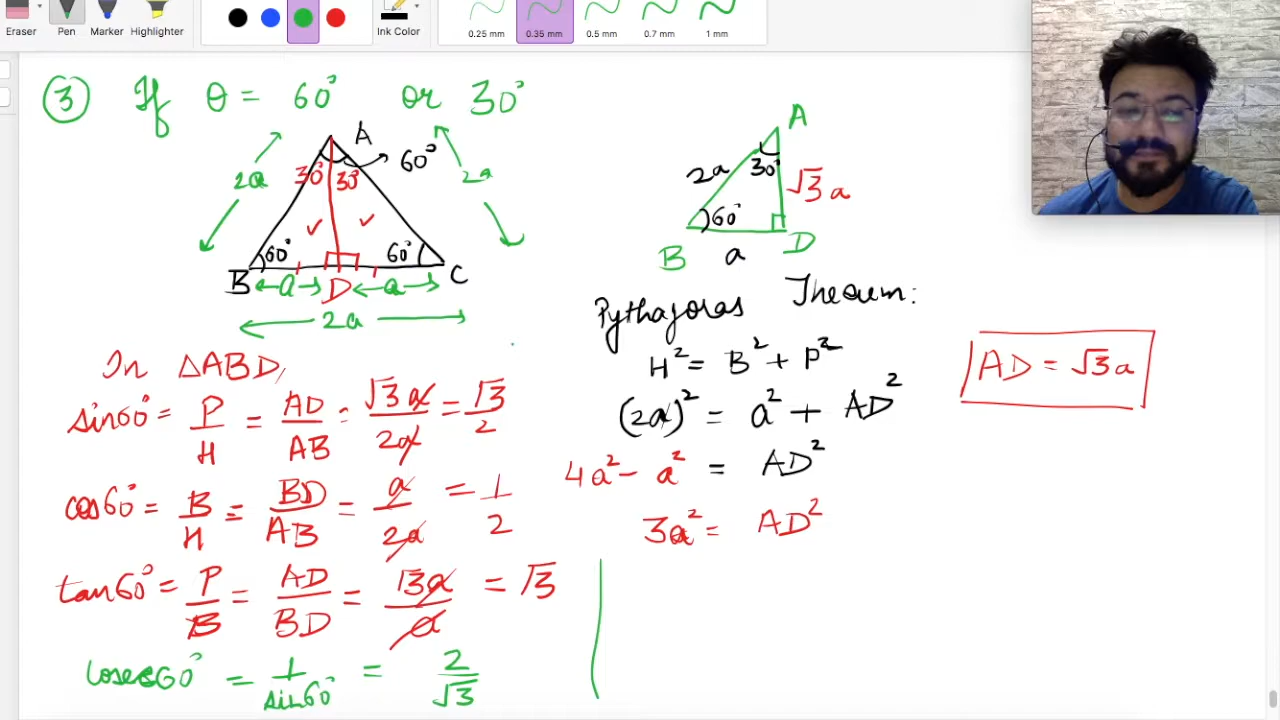 Eraser Pen Marker Highlighter Ink Color 0.25 mm 0.35 mm 0.5 mm 0.7 mm 1 mm
③ If θ = 60° or 30°
A 60°
2a 30° 30° 2a
60° 60°
B a D a C
2a
A
2a 30° √3 a
60°
B a D
Pythagoras Theorem:
H² = B² + P²
(2a)² = a² + AD²
4a² - a² = AD²
3a² = AD²
AD = √3a
In △ABD,
sin60° = P/H = AD/AB = √3a/2a = √3/2
cos60° = B/H = BD/AB = a/2a = 1/2
tan60° = P/B = AD/BD = √3a/a = √3
cosec60° = 1/sin60° = 2/√3